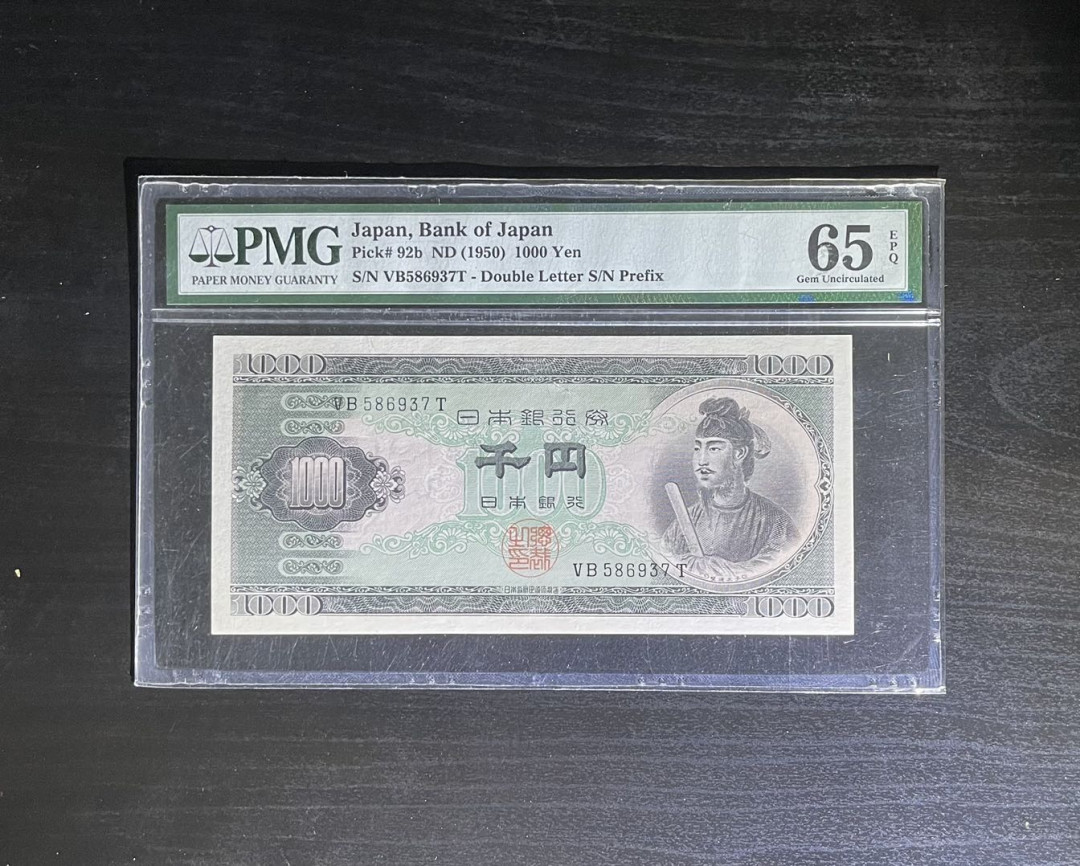 PMG
PAPER MONEY GUARANTY
Japan, Bank of Japan
Pick# 92b ND (1950) 1000 Yen
S/N VB586937T - Double Letter S/N Prefix
65
EPQ
Gem Uncirculated
1000 1000
VB586937T
日本銀行券
千円
1000
1000
日本銀行
VB586937T
1000 1000